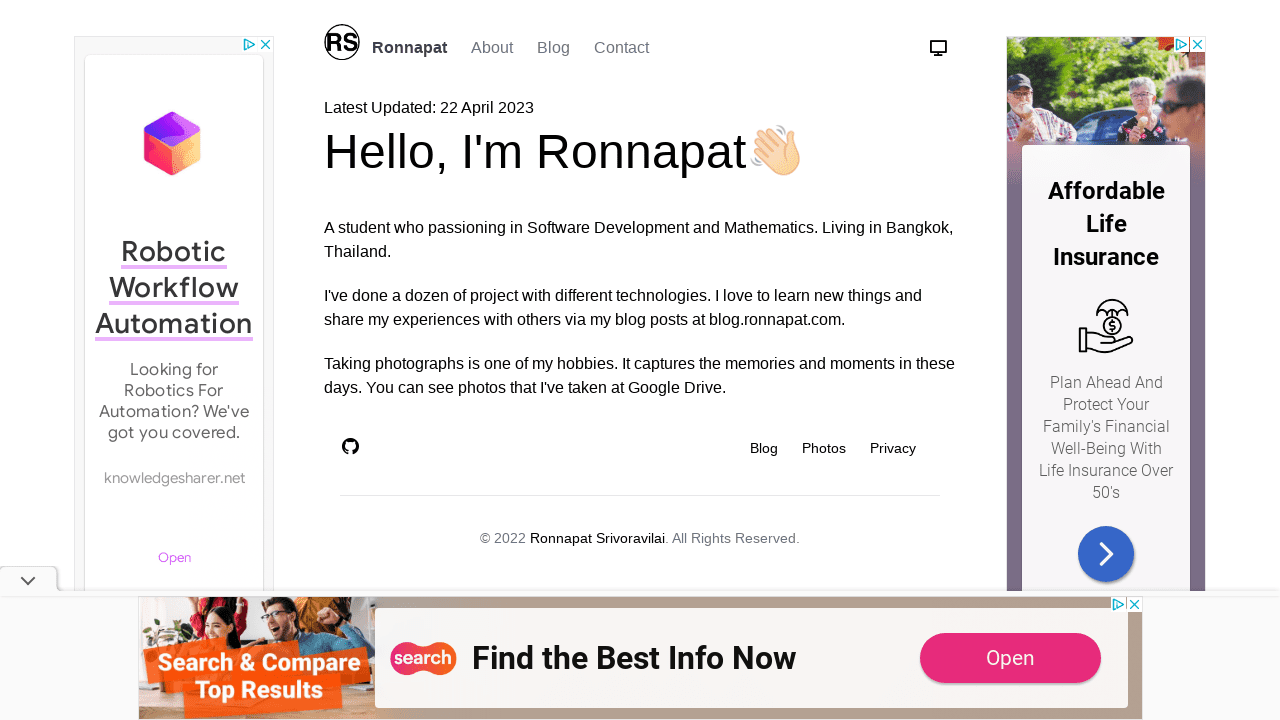 RS
Ronnapat
About
Blog
Contact
Latest Updated: 22 April 2023
Hello, I'm Ronnapat
A student who passioning in Software Development and Mathematics. Living in Bangkok,
Thailand.
I've done a dozen of project with different technologies. I love to learn new things and
share my experiences with others via my blog posts at blog.ronnapat.com.
Taking photographs is one of my hobbies. It captures the memories and moments in these
days. You can see photos that I've taken at Google Drive.
Blog
Photos
Privacy
© 2022 Ronnapat Srivoravilai. All Rights Reserved.
Robotic
Workflow
Automation
Looking for
Robotics For
Automation? We've
got you covered.
knowledgesharer.net
Open
Affordable
Life
Insurance
Plan Ahead And
Protect Your
Family's Financial
Well-Being With
Life Insurance Over
50's
Search & Compare
Top Results
search
Find the Best Info Now
Open